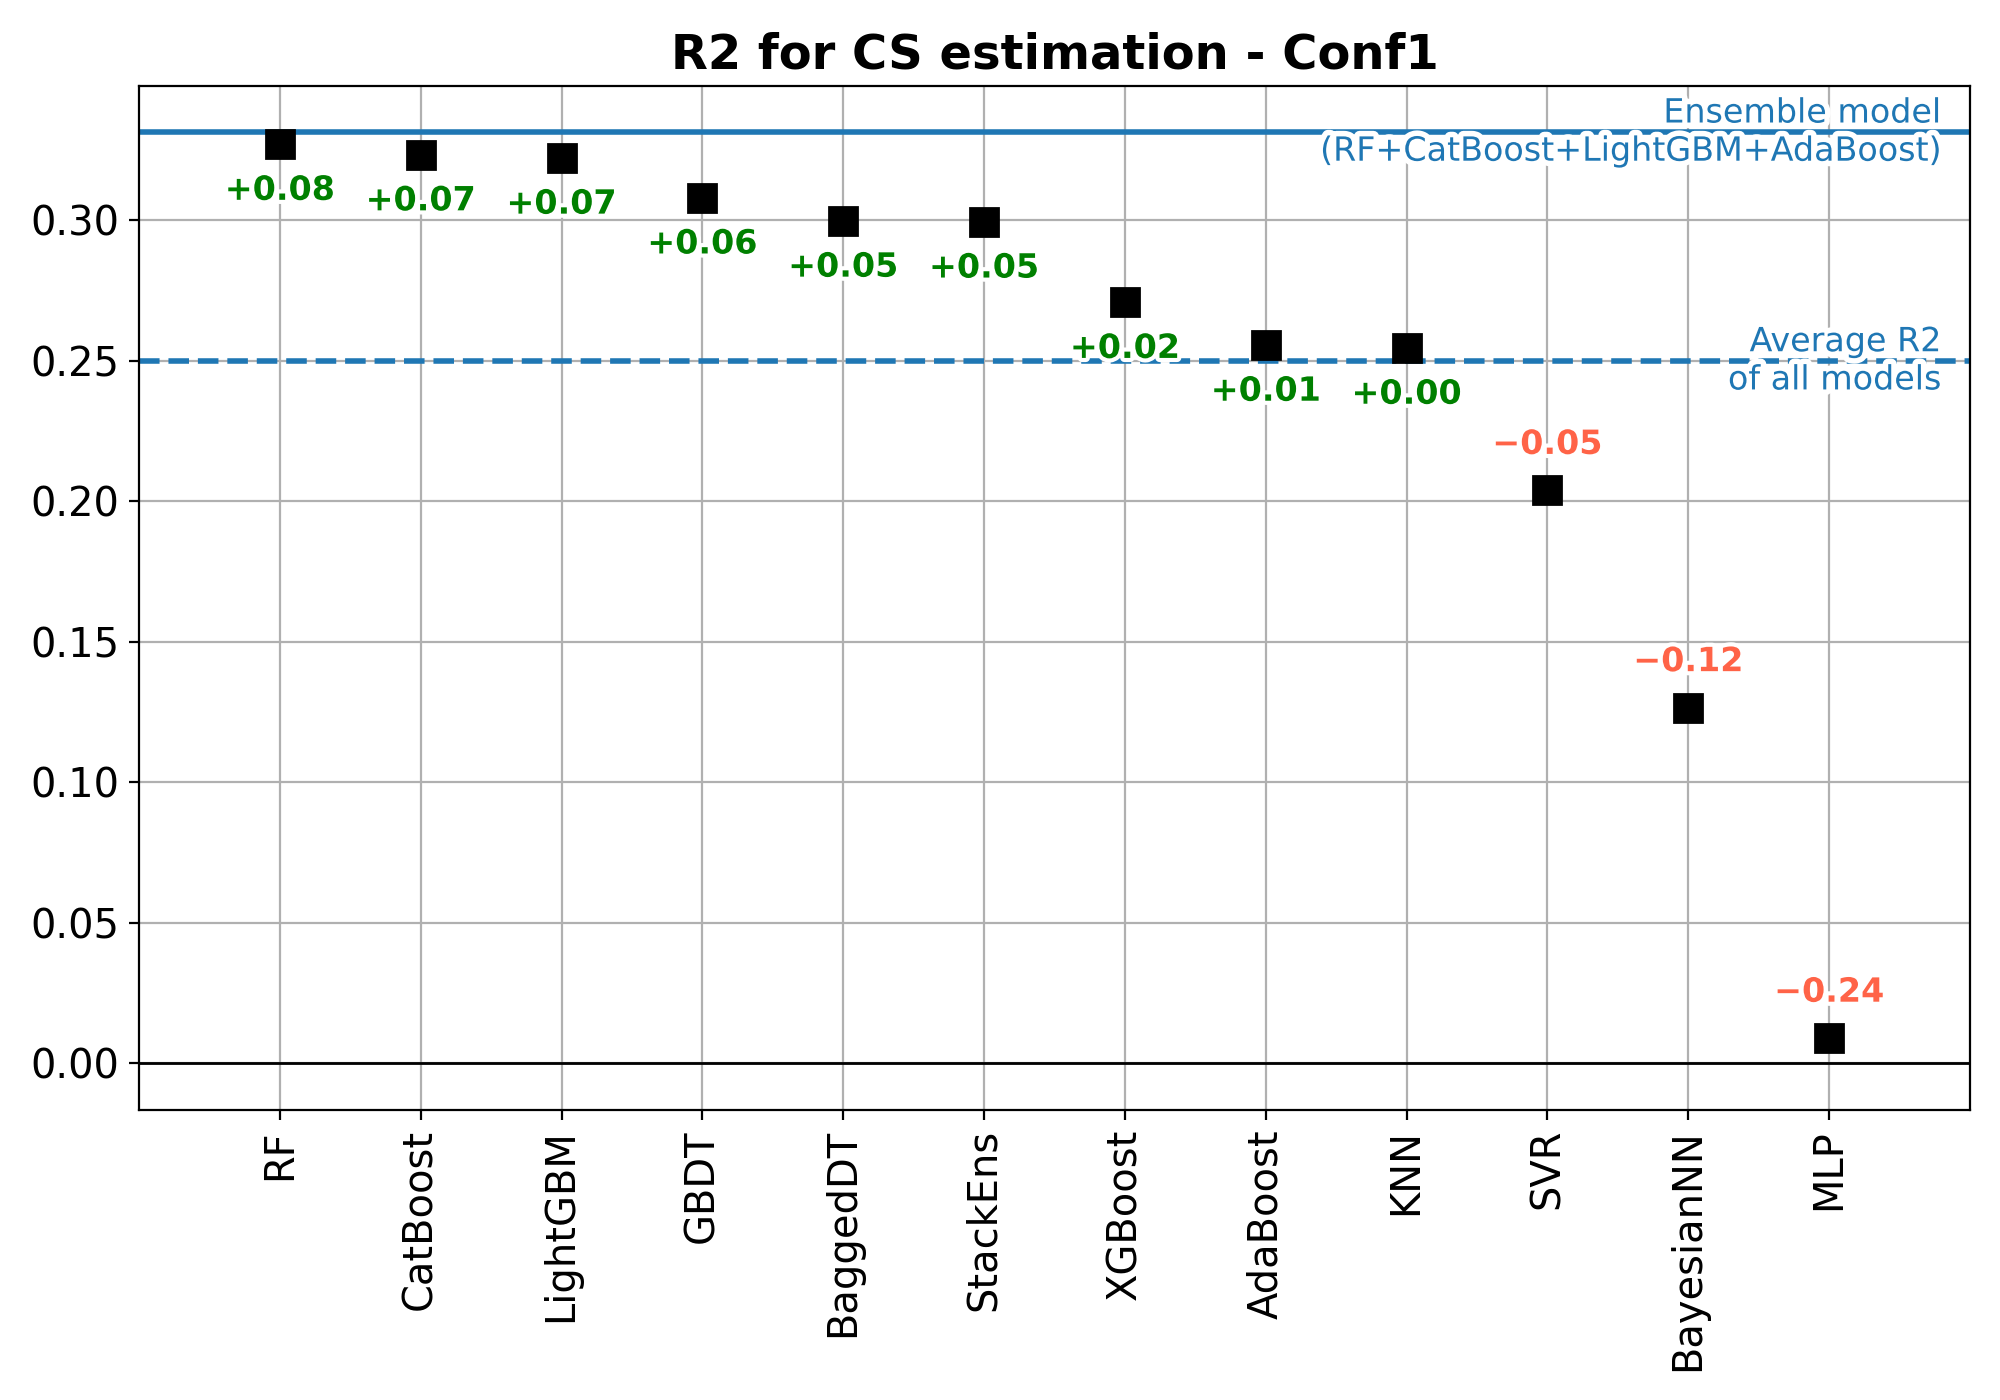 R2 for CS estimation - Conf1
Ensemble model
(RF+CatBoost+LightGBM+AdaBoost)
+0.08
+0.07
+0.07
+0.06
+0.05
+0.05
+0.02
+0.01
+0.00
Average R2
of all models
−0.05
−0.12
−0.24
0.30
0.25
0.20
0.15
0.10
0.05
0.00
RF
CatBoost
LightGBM
GBDT
BaggedDT
StackEns
XGBoost
AdaBoost
KNN
SVR
BayesianNN
MLP